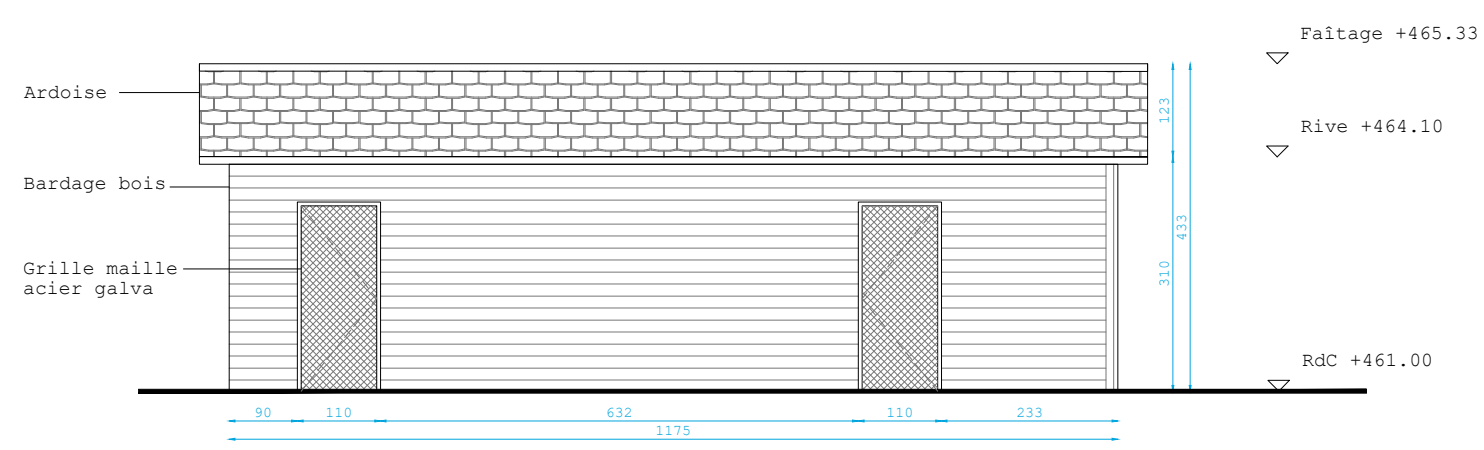 Faîtage +465.33
Ardoise
123
Rive +464.10
Bardage bois
433
Grille maille
acier galva
310
RdC +461.00
90 110 632 110 233
1175